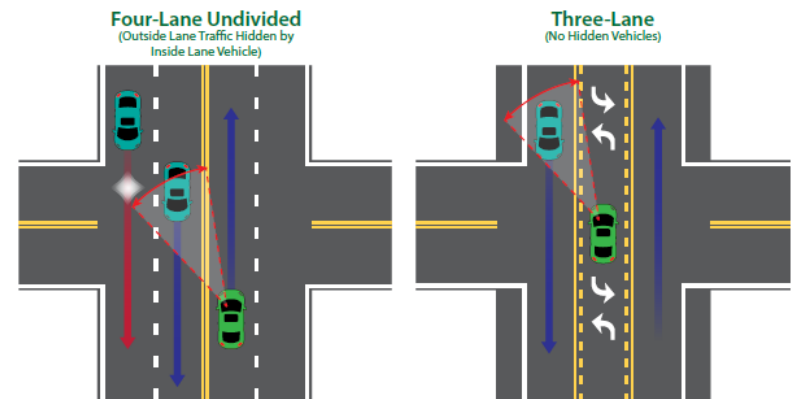 Four-Lane Undivided
(Outside Lane Traffic Hidden by
Inside Lane Vehicle)
Three-Lane
(No Hidden Vehicles)